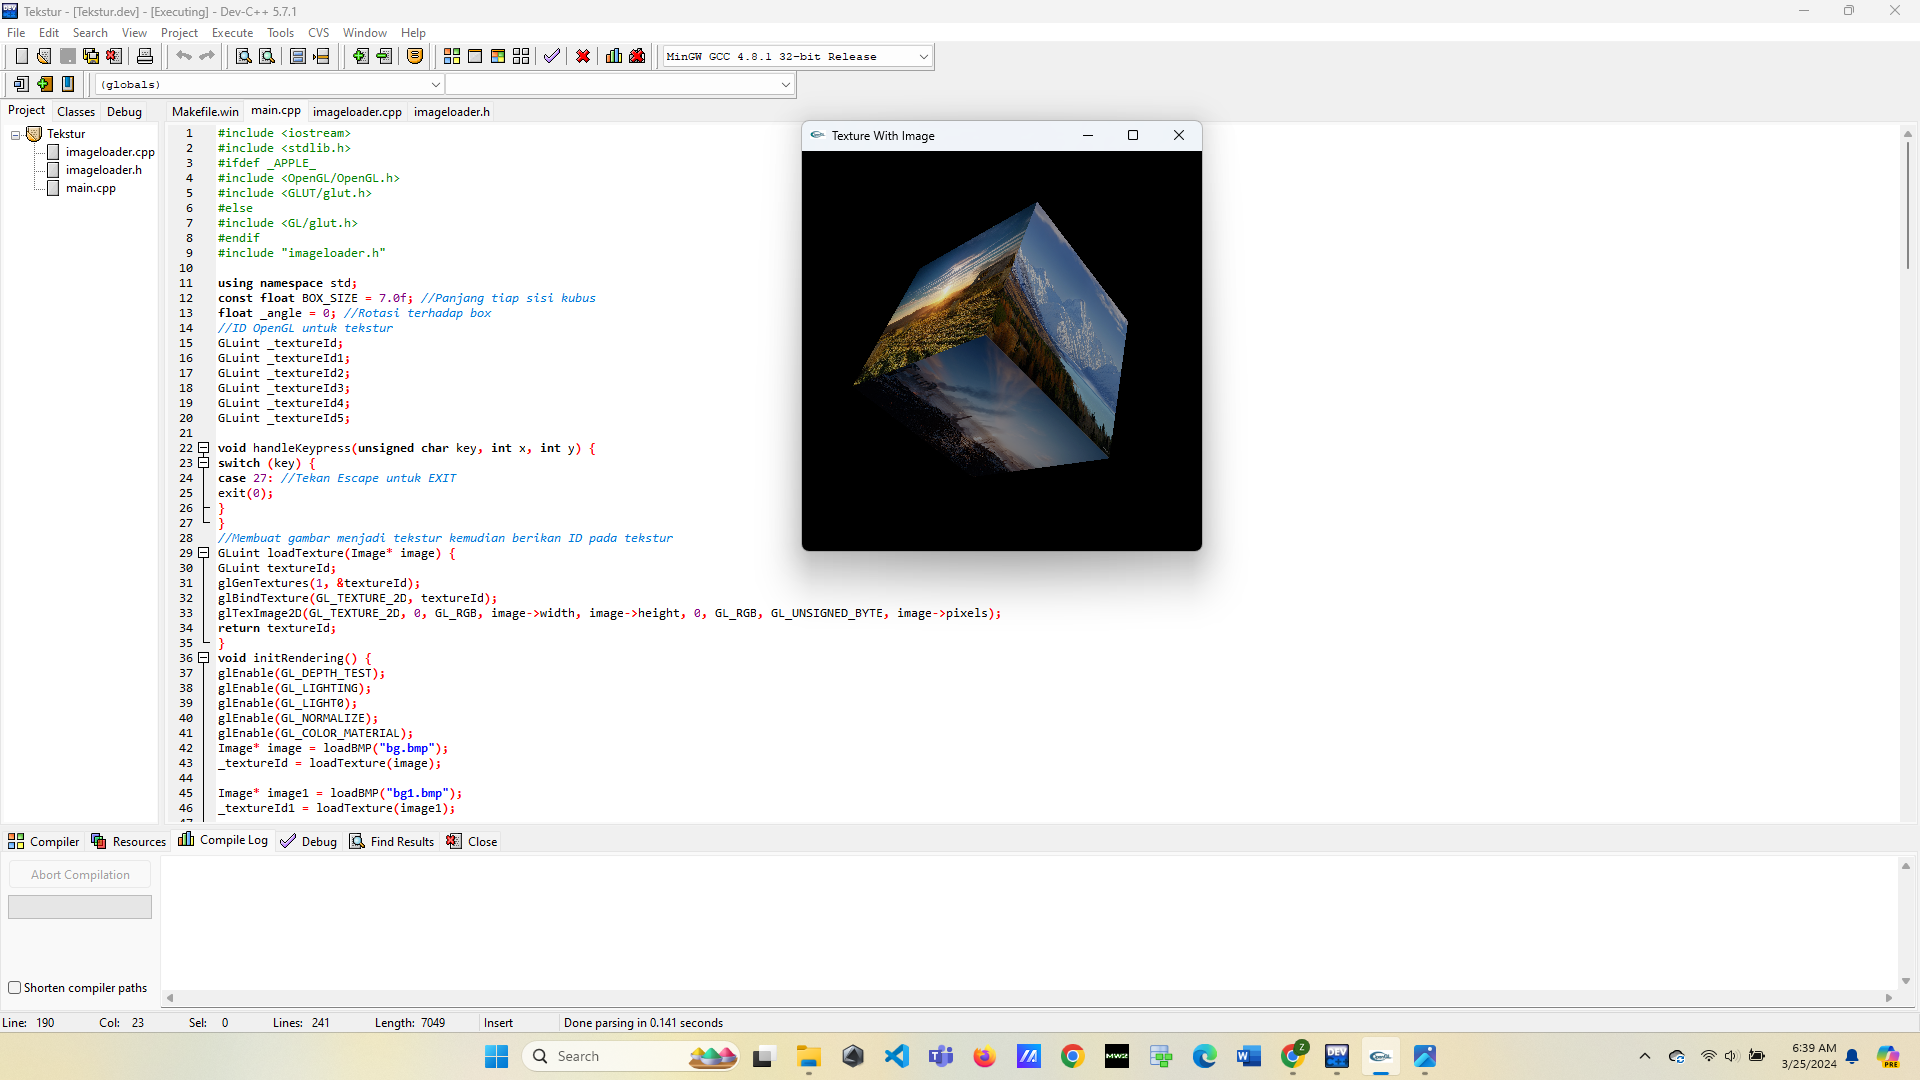 Tekstur - [Tekstur.dev] - [Executing] - Dev-C++ 5.7.1
File Edit Search View Project Execute Tools CVS Window Help
MinGW GCC 4.8.1 32-bit Release
(globals)
Project Classes Debug
Makefile.win main.cpp imageloader.cpp imageloader.h
Tekstur
imageloader.cpp
imageloader.h
main.cpp
1 #include <iostream>
2 #include <stdlib.h>
3 #ifdef _APPLE_
4 #include <OpenGL/OpenGL.h>
5 #include <GLUT/glut.h>
6 #else
7 #include <GL/glut.h>
8 #endif
9 #include "imageloader.h"
10
11 using namespace std;
12 const float BOX_SIZE = 7.0f; //Panjang tiap sisi kubus
13 float _angle = 0; //Rotasi terhadap box
14 //ID OpenGL untuk tekstur
15 GLuint _textureId;
16 GLuint _textureId1;
17 GLuint _textureId2;
18 GLuint _textureId3;
19 GLuint _textureId4;
20 GLuint _textureId5;
21
22 void handleKeypress(unsigned char key, int x, int y) {
23 switch (key) {
24 case 27: //Tekan Escape untuk EXIT
25 exit(0);
26 }
27 }
28 //Membuat gambar menjadi tekstur kemudian berikan ID pada tekstur
29 GLuint loadTexture(Image* image) {
30 GLuint textureId;
31 glGenTextures(1, &textureId);
32 glBindTexture(GL_TEXTURE_2D, textureId);
33 glTexImage2D(GL_TEXTURE_2D, 0, GL_RGB, image->width, image->height, 0, GL_RGB, GL_UNSIGNED_BYTE, image->pixels);
34 return textureId;
35 }
36 void initRendering() {
37 glEnable(GL_DEPTH_TEST);
38 glEnable(GL_LIGHTING);
39 glEnable(GL_LIGHT0);
40 glEnable(GL_NORMALIZE);
41 glEnable(GL_COLOR_MATERIAL);
42 Image* image = loadBMP("bg.bmp");
43 _textureId = loadTexture(image);
44
45 Image* image1 = loadBMP("bg1.bmp");
46 _textureId1 = loadTexture(image1);
Texture With Image
Compiler Resources Compile Log Debug Find Results Close
Abort Compilation
Shorten compiler paths
Line: 190 Col: 23 Sel: 0 Lines: 241 Length: 7049 Insert Done parsing in 0.141 seconds
Search
6:39 AM
3/25/2024